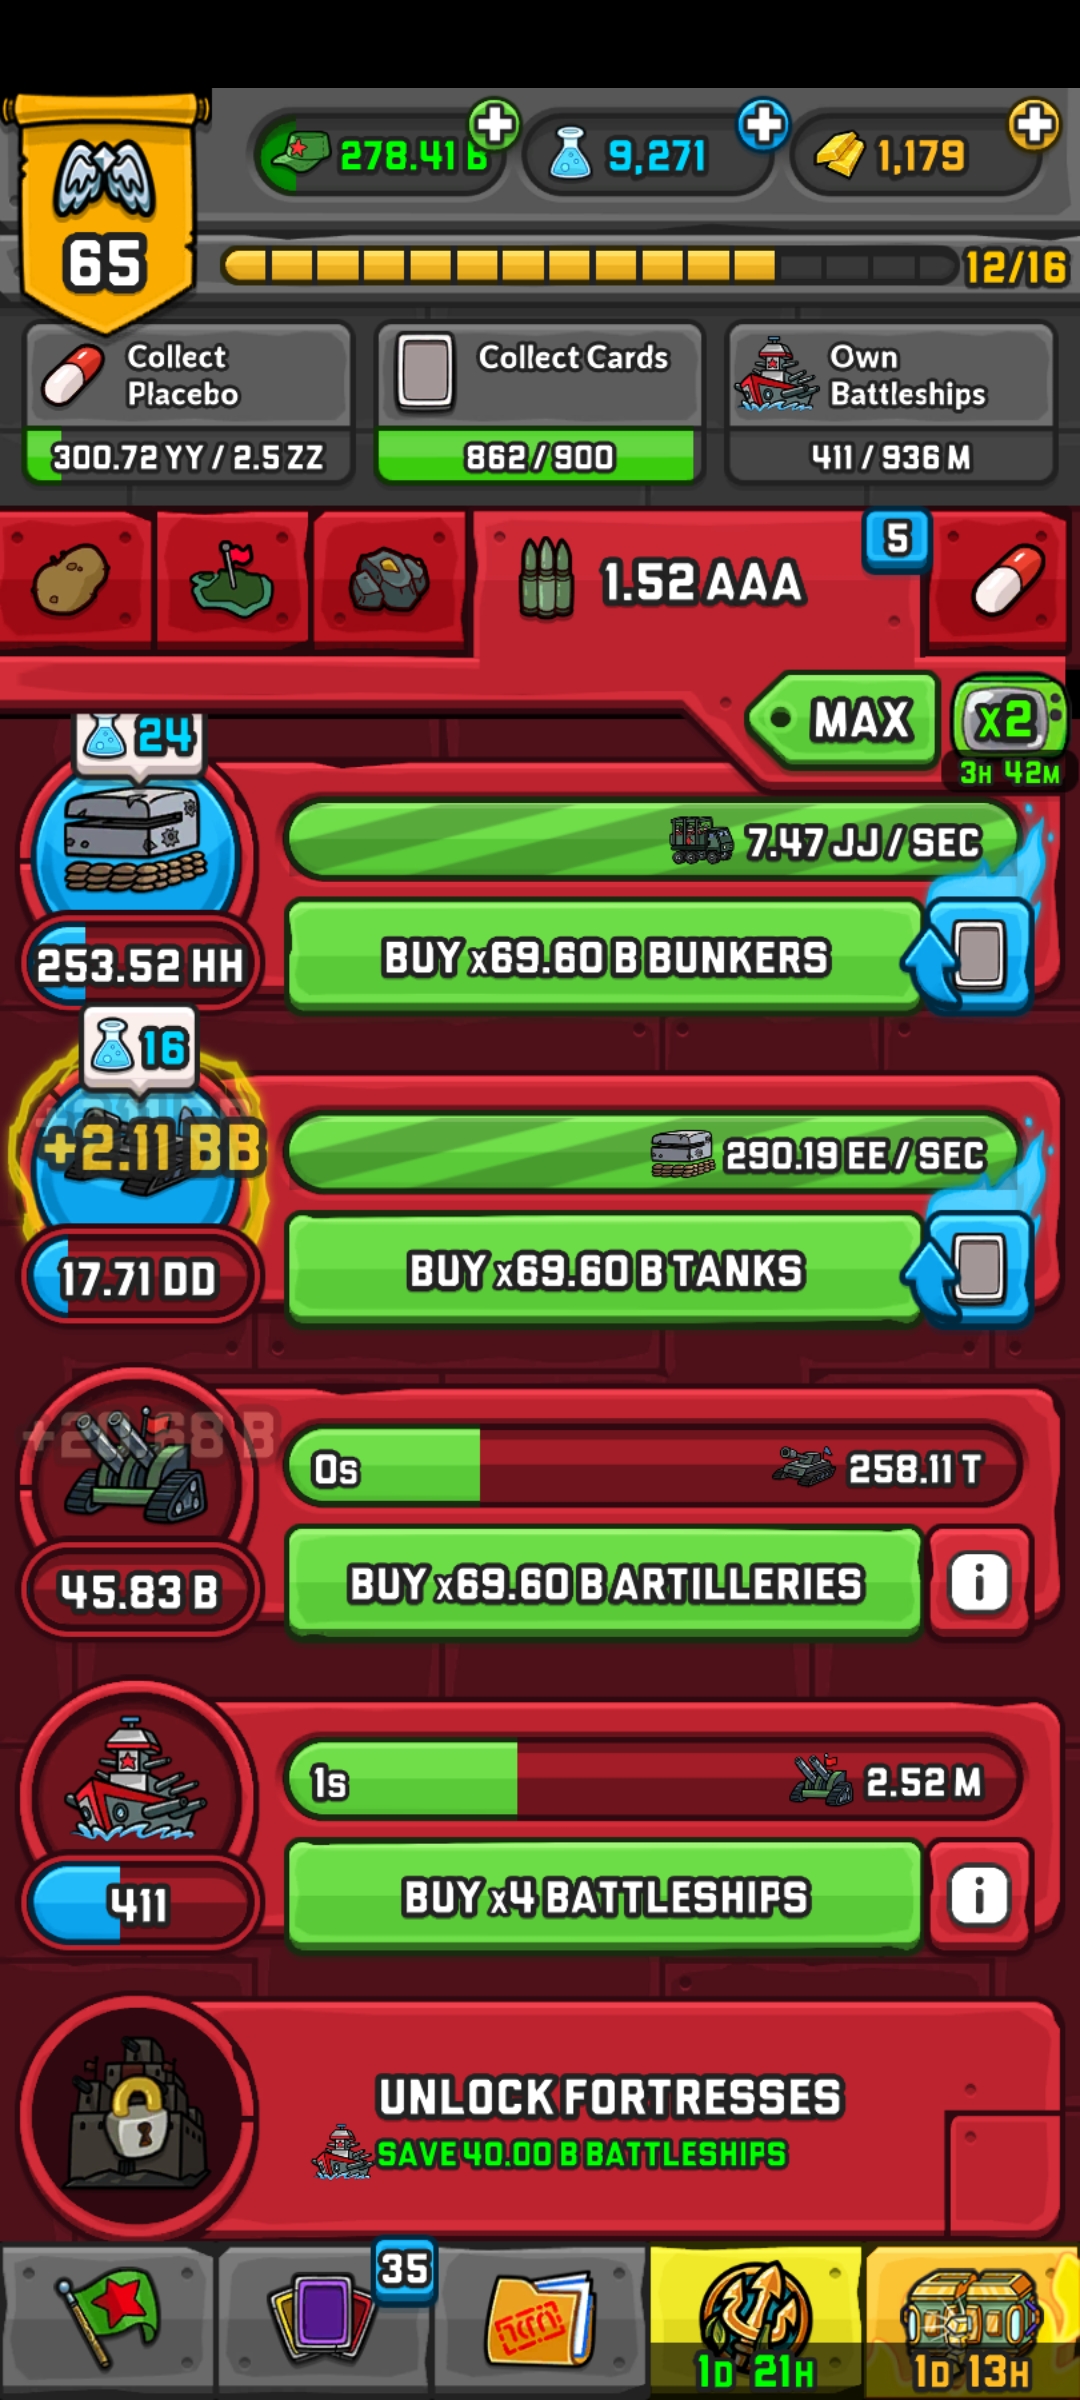 278.41 B
9,271
1,179
65
12/16
Collect
Placebo
Collect Cards
Own
Battleships
300.72 YY / 2.5 ZZ
862/900
411 / 936 M
1.52 AAA
5
MAX
x2
3H 42M
24
7.47 JJ / SEC
BUY x69.60 B BUNKERS
253.52 HH
16
+2.11 BB
290.19 EE / SEC
BUY x69.60 B TANKS
17.71 DD
0s
258.11 T
BUY x69.60 B ARTILLERIES
i
45.83 B
1s
2.52 M
BUY x4 BATTLESHIPS
i
411
UNLOCK FORTRESSES
SAVE 40.00 B BATTLESHIPS
35
1D 21H
1D 13H